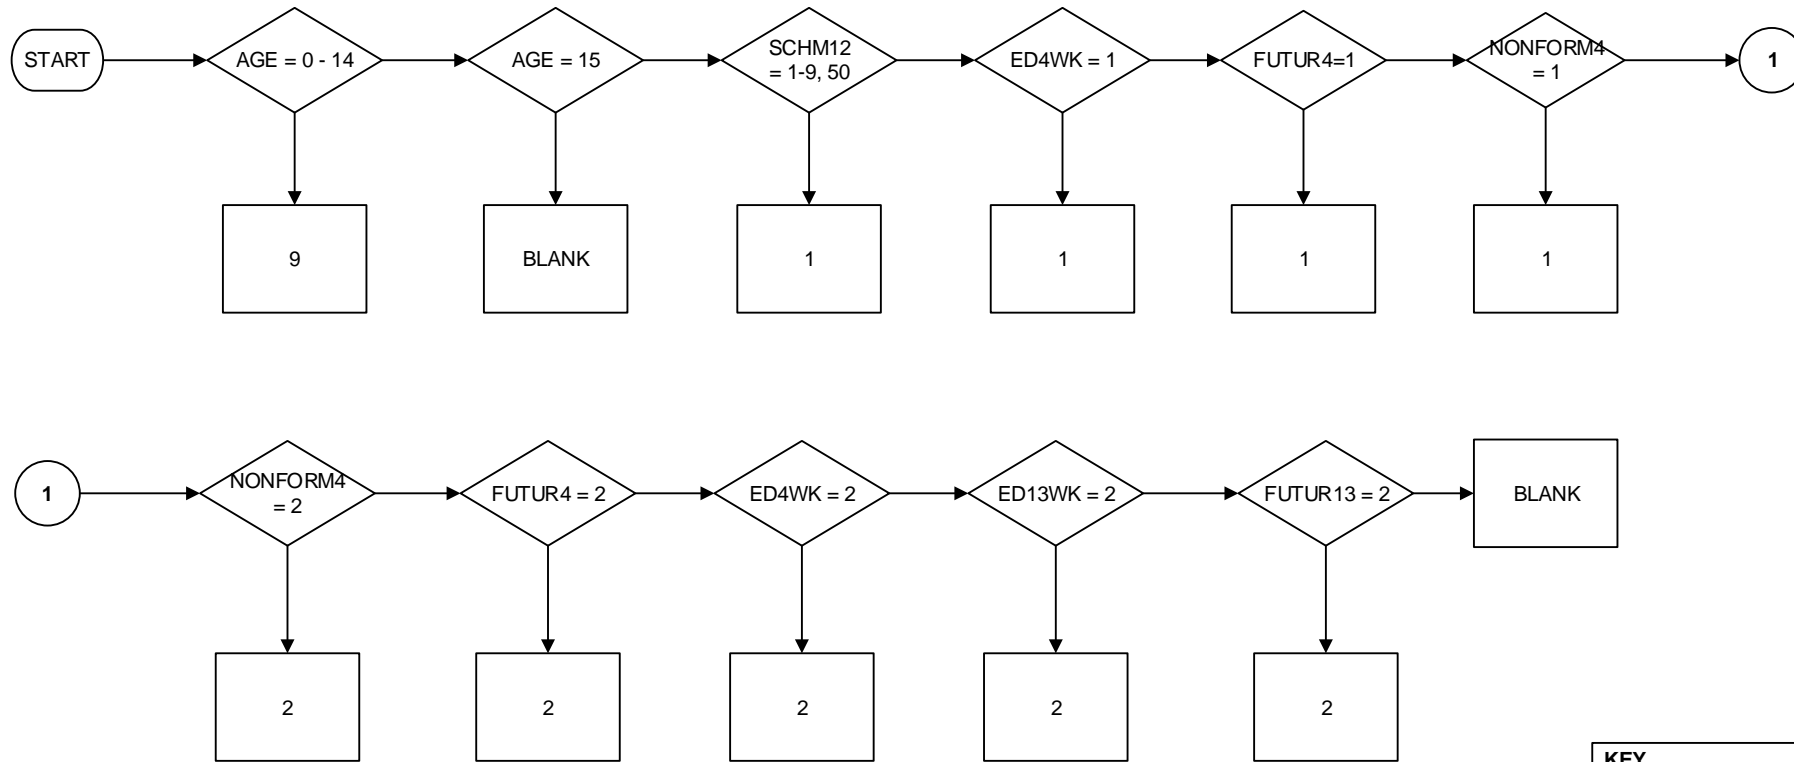 START
AGE = 0 - 14
AGE = 15
SCHM12
= 1-9, 50
ED4WK = 1
FUTUR4=1
NONFORM4
= 1
1
9
BLANK
1
1
1
1
1
NONFORM4
= 2
FUTUR4 = 2
ED4WK = 2
ED13WK = 2
FUTUR13 = 2
BLANK
2
2
2
2
2
KEY